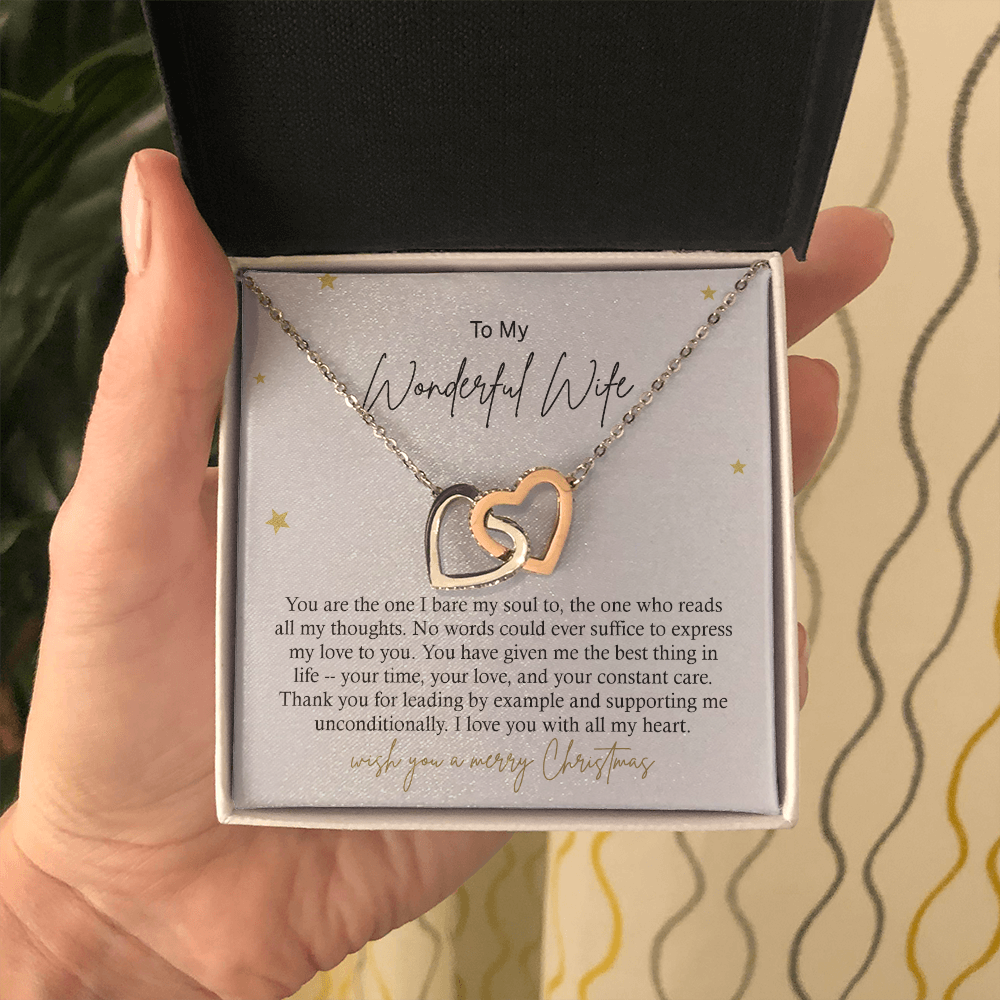 To My
Wonderful Wife
You are the one I bare my soul to, the one who reads
all my thoughts. No words could ever suffice to express
my love to you. You have given me the best thing in
life -- your time, your love, and your constant care.
Thank you for leading by example and supporting me
unconditionally. I love you with all my heart.
wish you a merry Christmas